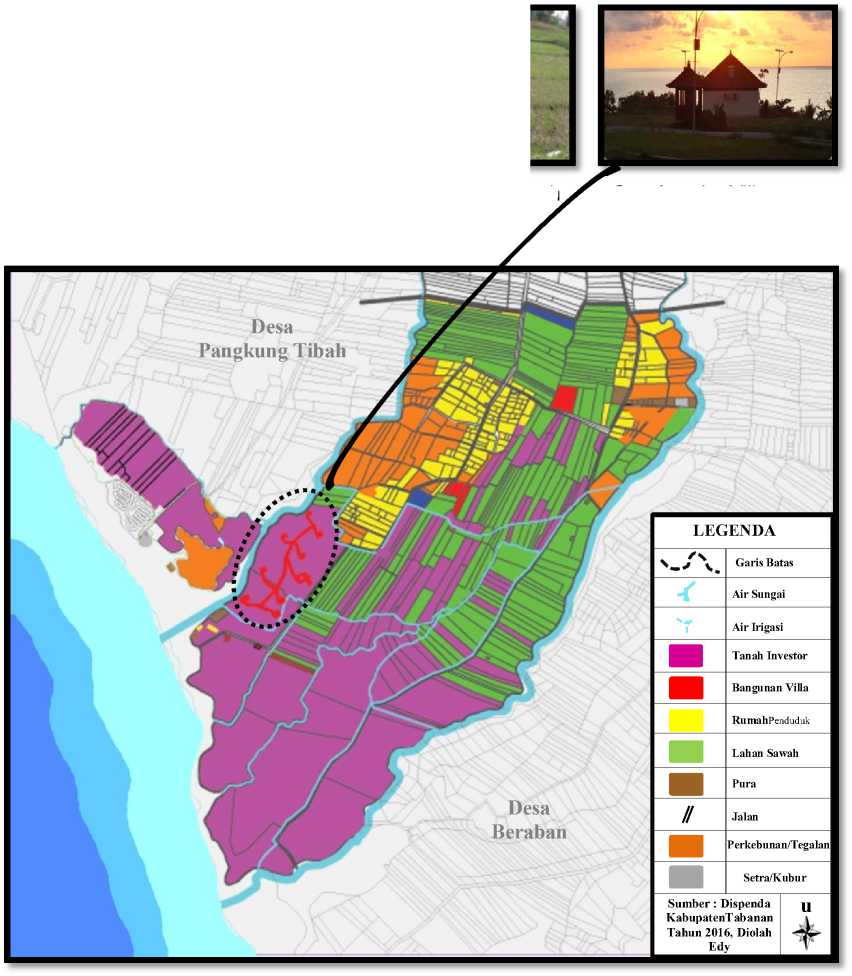 Desa
Pangkung Tibah
Desa
Beraban
LEGENDA
Garis Batas
Air Sungai
Air Irigasi
Tanah Investor
Bangunan Villa
RumahPenduduk
Lahan Sawah
Pura
Jalan
Perkebunan/Tegalan
Setra/Kubur
Sumber : Dispenda
KabupatenTabanan
Tahun 2016, Diolah
Edy
u